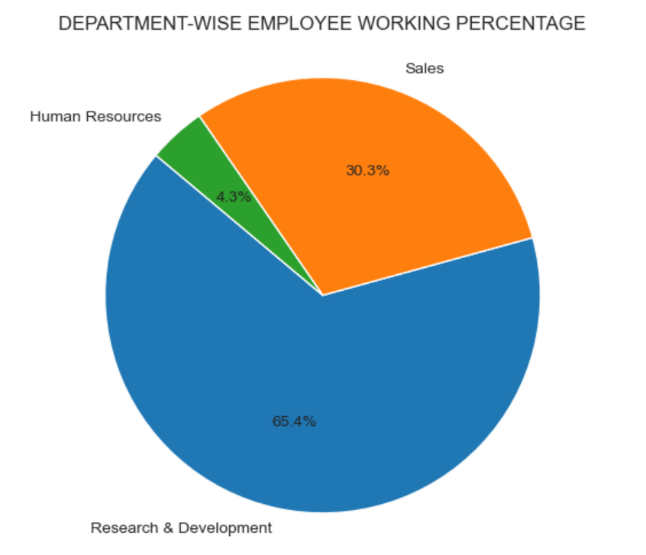 DEPARTMENT-WISE EMPLOYEE WORKING PERCENTAGE
Sales
Human Resources
30.3%
4.3%
65.4%
Research & Development